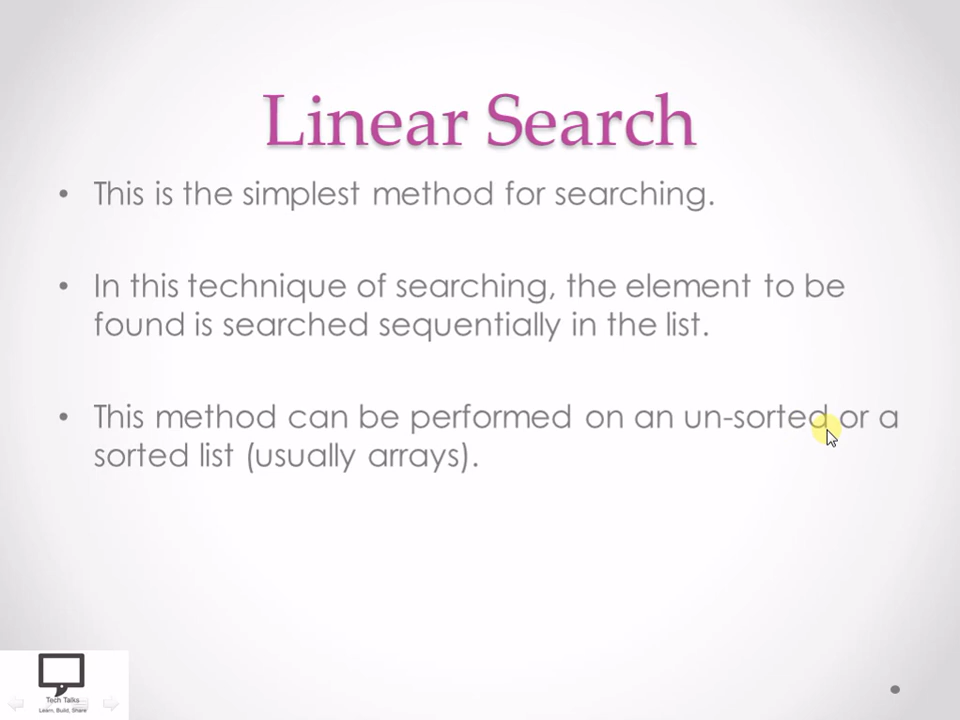 Linear Search
• This is the simplest method for searching.
• In this technique of searching, the element to be
found is searched sequentially in the list.
• This method can be performed on an un-sorted or a
sorted list (usually arrays).
Tech Talks
Learn, Build, Share